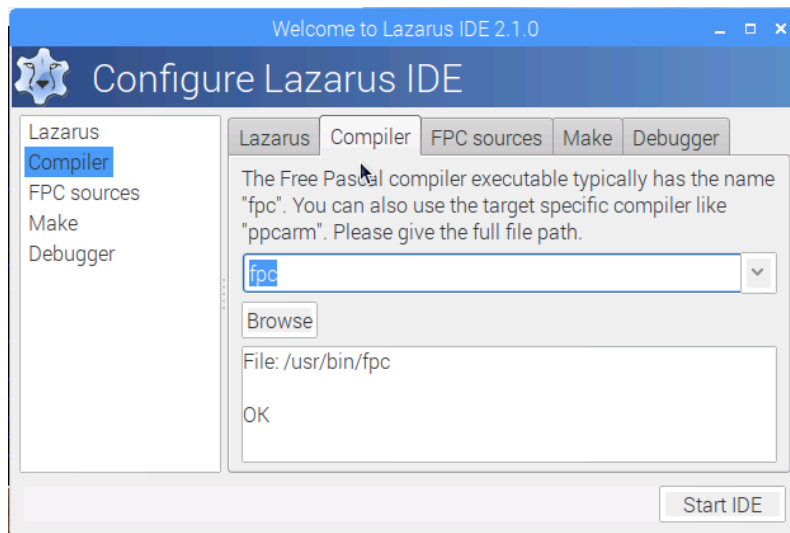 Welcome to Lazarus IDE 2.1.0
Configure Lazarus IDE
Lazarus
Compiler
FPC sources
Make
Debugger
Lazarus Compiler FPC sources Make Debugger
The Free Pascal compiler executable typically has the name
"fpc". You can also use the target specific compiler like
"ppcarm". Please give the full file path.
fpc
Browse
File: /usr/bin/fpc
OK
Start IDE